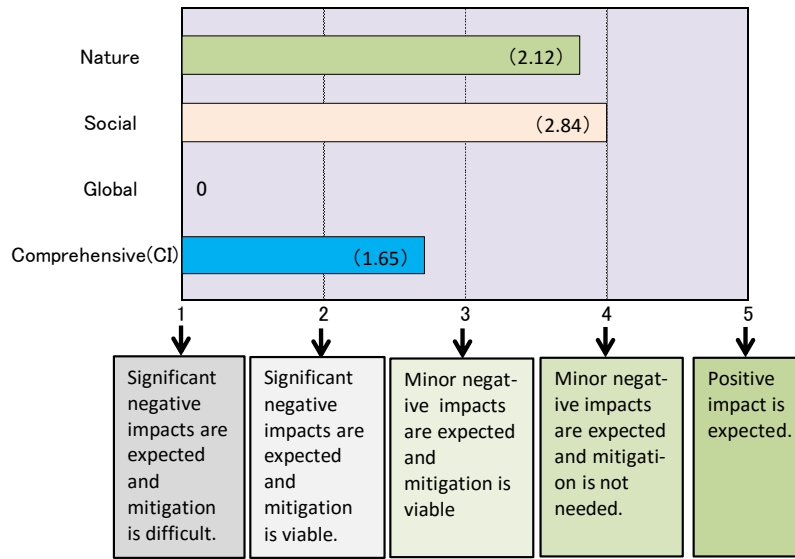 Nature
（2.12）
Social
（2.84）
Global
0
Comprehensive(CI)
（1.65）
1
2
3
4
5
Significant
negative
impacts are
expected
and
mitigation
is difficult.
Significant
negative
impacts are
expected
and
mitigation
is viable.
Minor negat-
ive impacts
are expected
and
mitigation is
viable
Minor negat-
ive impacts
are expected
and mitigati-
on is not
needed.
Positive
impact is
expected.